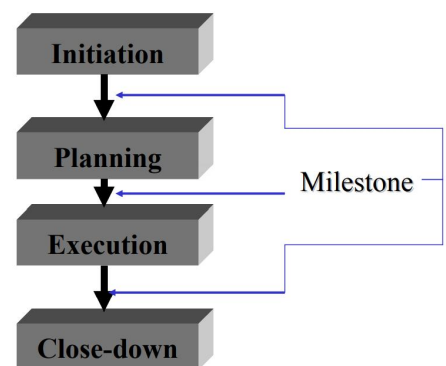 Initiation
Planning
Milestone
Execution
Close-down